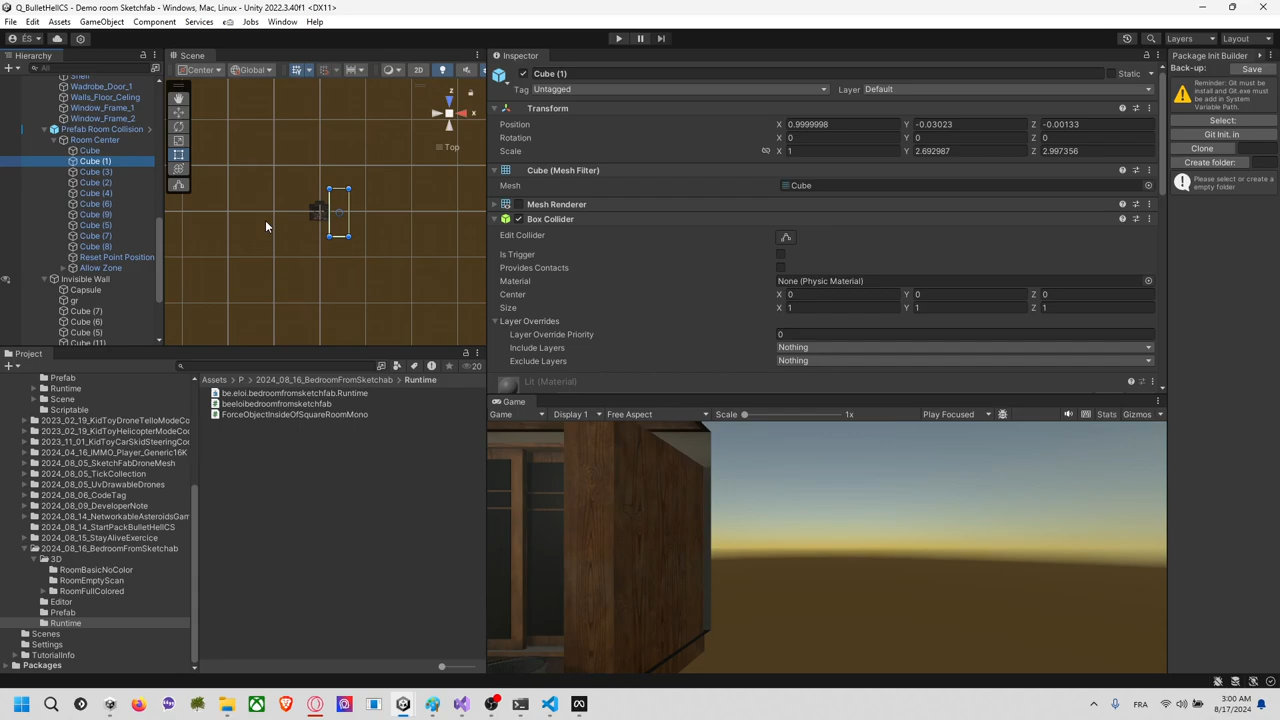 Q_BulletHellCS - Demo room Sketchfab - Windows, Mac, Linux - Unity 2022.3.40f1 <DX11>
File Edit Assets GameObject Component Services Jobs Window Help
ÉS
Layers
Layout
Hierarchy
All
Wadrobe_Door_1
Walls_Floor_Celing
Window_Frame_1
Window_Frame_2
Prefab Room Collision
Room Center
Cube
Cube (1)
Cube (3)
Cube (2)
Cube (4)
Cube (6)
Cube (9)
Cube (5)
Cube (7)
Cube (8)
Reset Point Position
Allow Zone
Invisible Wall
Capsule
gr
Cube (7)
Cube (6)
Cube (5)
Cube (11)
Scene
Center
Global
2D
z
x
Top
Inspector
Cube (1)
Static
Tag Untagged
Layer Default
Transform
Position X 0.9999998 Y -0.03023 Z -0.00133
Rotation X 0 Y 0 Z 0
Scale X 1 Y 2.692987 Z 2.997356
Cube (Mesh Filter)
Mesh Cube
Mesh Renderer
Box Collider
Edit Collider
Is Trigger
Provides Contacts
Material None (Physic Material)
Center X 0 Y 0 Z 0
Size X 1 Y 1 Z 1
Layer Overrides
Layer Override Priority 0
Include Layers Nothing
Exclude Layers Nothing
Lit (Material)
Package Init Builder
Back-up: Save
Reminder: Git must be install and Git.exe must be add in System Variable Path.
Select:
Git Init. in
Clone
Create folder:
Please select or create a empty folder
Project
20
Prefab
Runtime
Scene
Scriptable
2023_02_19_KidToyDroneTelloModeCo
2023_02_19_KidToyHelicopterModeCo
2023_11_01_KidToyCarSkidSteeringCo
2024_04_16_IMMO_Player_Generic16K
2024_08_05_SketchFabDroneMesh
2024_08_05_TickCollection
2024_08_05_UvDrawableDrones
2024_08_06_CodeTag
2024_08_09_DeveloperNote
2024_08_14_NetworkableAsteroidsGam
2024_08_14_StartPackBulletHellCS
2024_08_15_StayAliveExercice
2024_08_16_BedroomFromSketchab
3D
RoomBasicNoColor
RoomEmptyScan
RoomFullColored
Editor
Prefab
Runtime
Scenes
Settings
TutorialInfo
Packages
Assets P 2024_08_16_BedroomFromSketchab Runtime
be.eloi.bedroomfromsketchfab.Runtime
beeloibedroomfromsketchfab
ForceObjectInsideOfSquareRoomMono
Game
Game Display 1 Free Aspect Scale 1x Play Focused Stats Gizmos
FRA
3:00 AM
8/17/2024